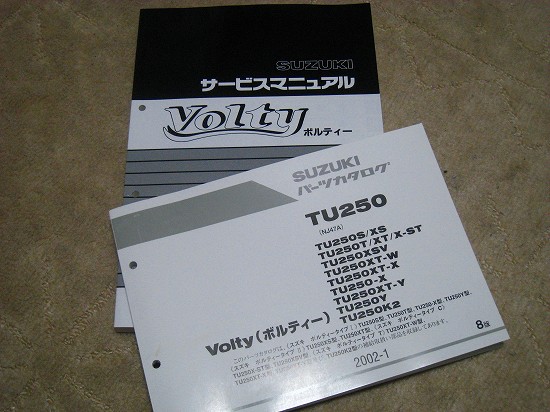 SUZUKI
サービスマニュアル
Volty
ボルティー
SUZUKI
パーツカタログ
TU250
(NJ47A)
TU250S/XS
TU250T/XT/X-ST
TU250XSV
TU250XT-W
TU250XT-X
TU250-X
TU250XT-Y
TU250Y
TU250K2
Volty(ボルティー)
8版
2002-1